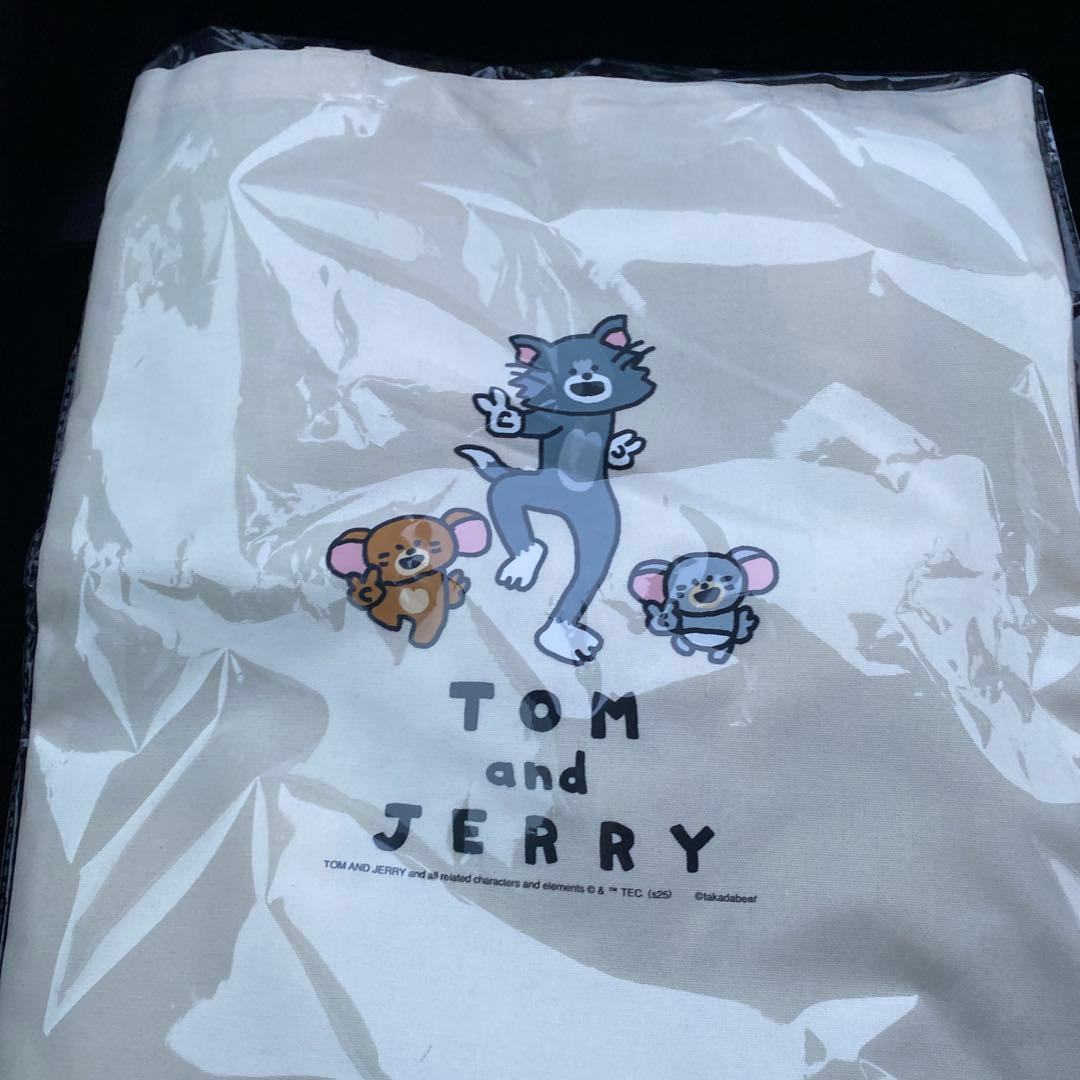 TOM
and
JERRY
TOM AND JERRY and all related characters and elements © & ™ TEC. (s25) ©takadabear